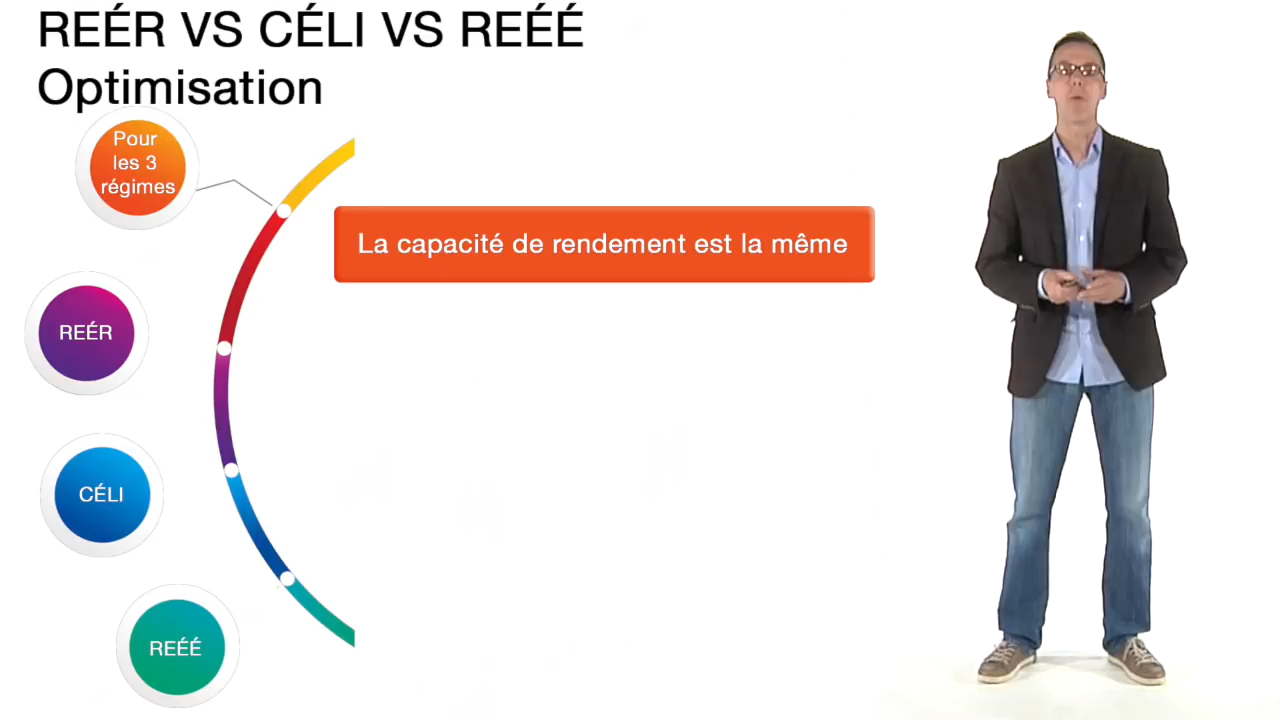 REÉR VS CÉLI VS REÉÉ
Optimisation
Pour
les 3
régimes
La capacité de rendement est la même
REÉR
CÉLI
REÉÉ